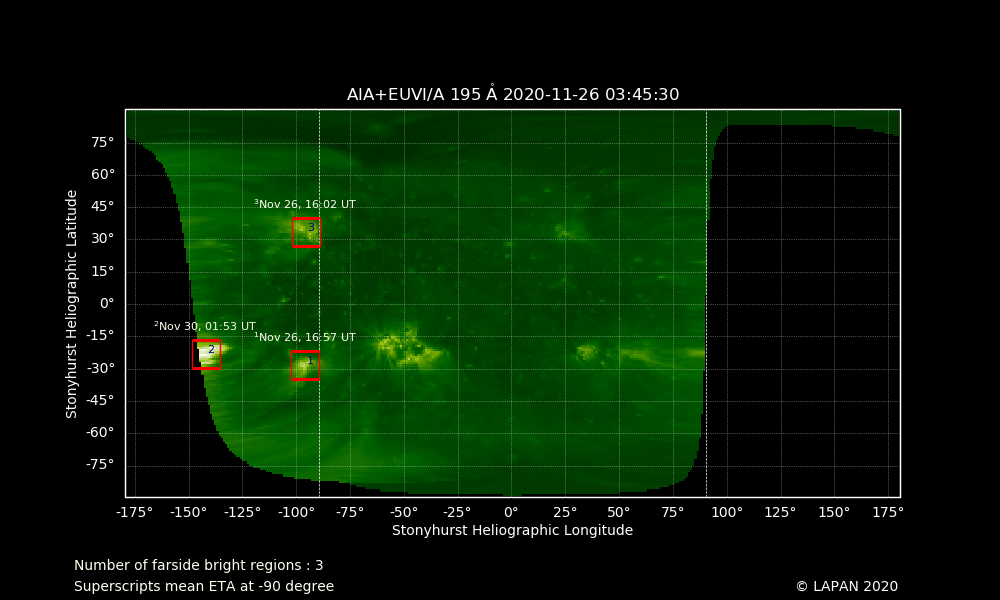 AIA+EUVI/A 195 Å 2020-11-26 03:45:30
Stonyhurst Heliographic Latitude
75°
60°
45°
30°
15°
0°
-15°
-30°
-45°
-60°
-75°
³Nov 26, 16:02 UT
3
²Nov 30, 01:53 UT
2
¹Nov 26, 16:57 UT
1
-175° -150° -125° -100° -75° -50° -25° 0° 25° 50° 75° 100° 125° 150° 175°
Stonyhurst Heliographic Longitude
Number of farside bright regions : 3
Superscripts mean ETA at -90 degree
© LAPAN 2020